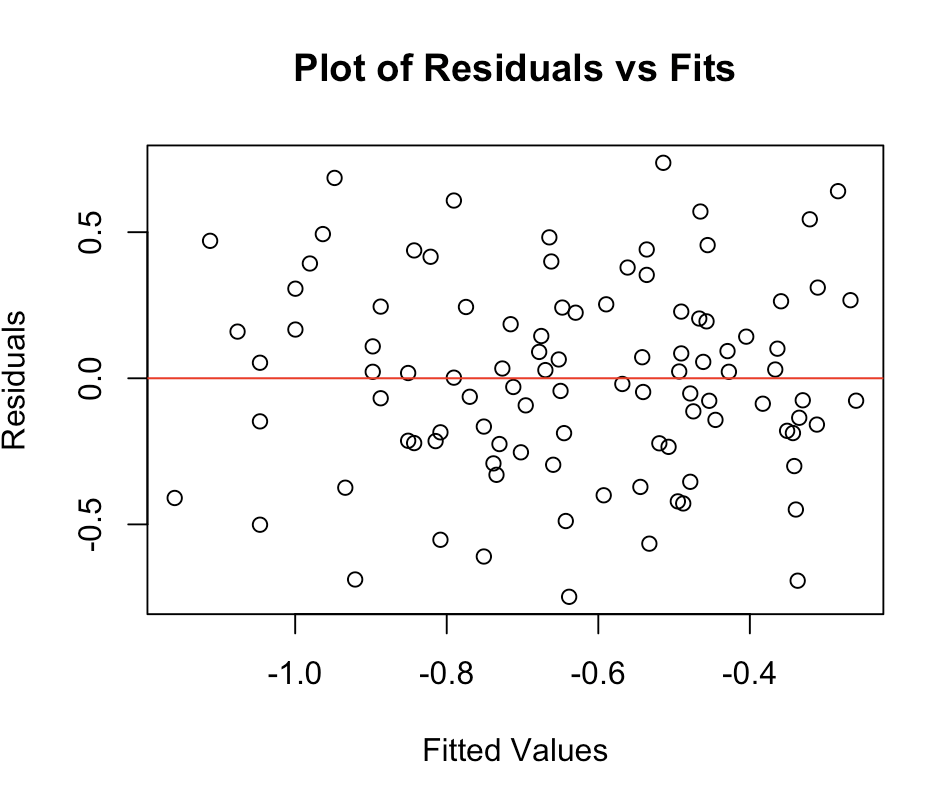 Plot of Residuals vs Fits
Residuals
0.5
0.0
-0.5
-1.0 -0.8 -0.6 -0.4
Fitted Values